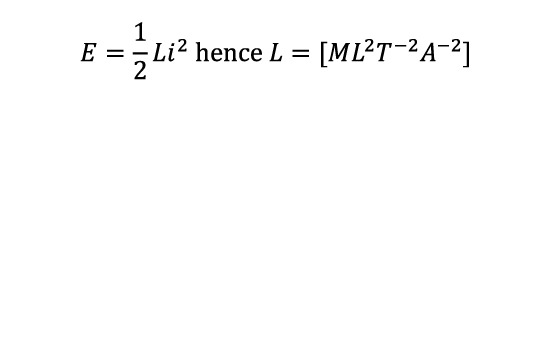 E = 1/2 Li² hence L = [ML²T⁻²A⁻²]